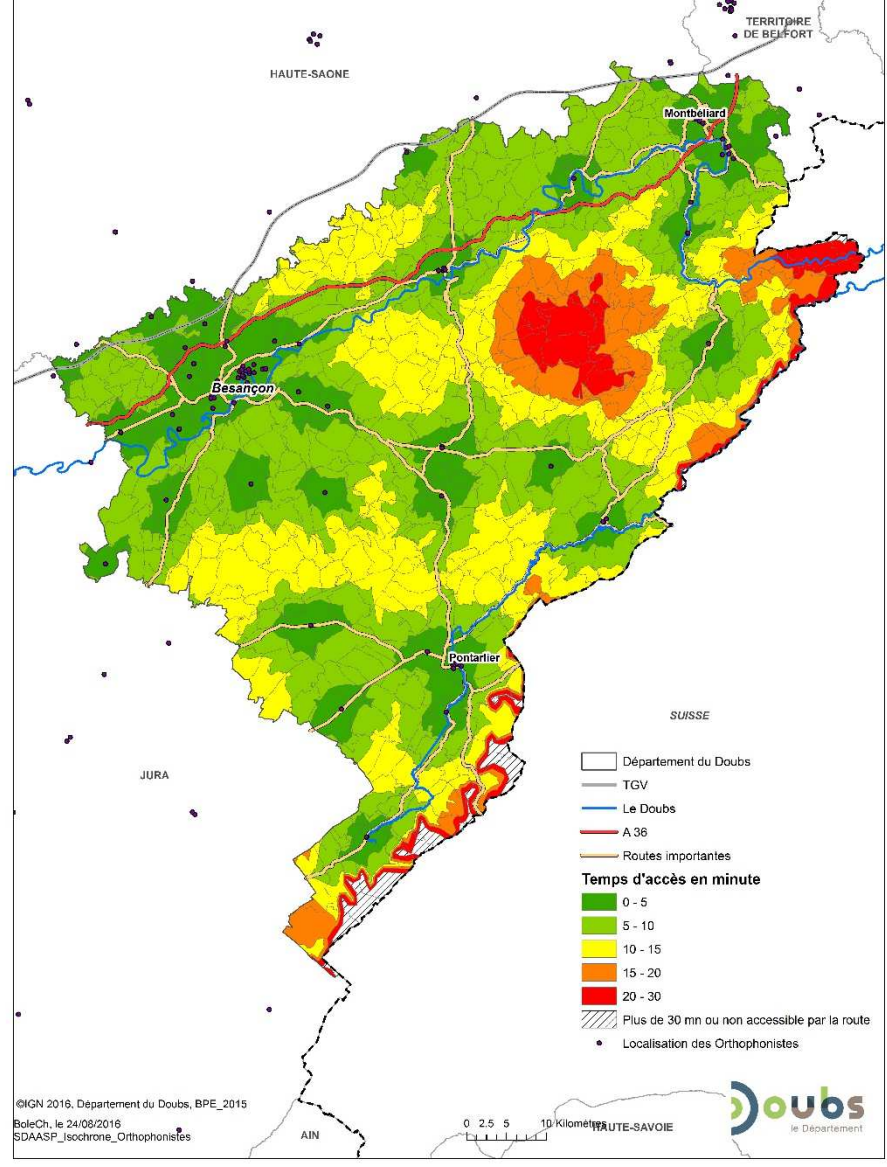 TERRITOIRE
DE BELFORT
HAUTE-SAONE
Montbéliard
Besançon
Pontarlier
SUISSE
JURA
Département du Doubs
TGV
Le Doubs
A 36
Routes importantes
Temps d'accès en minute
0 - 5
5 - 10
10 - 15
15 - 20
20 - 30
Plus de 30 mn ou non accessible par la route
Localisation des Orthophonistes
©IGN 2016, Département du Doubs, BPE_2015
BoleCh, le 24/08/2016
SDAASP_Isochrone_Orthophonistes
AIN
0 2.5 5 10 Kilomètres
HAUTE-SAVOIE
Doubs
le Département